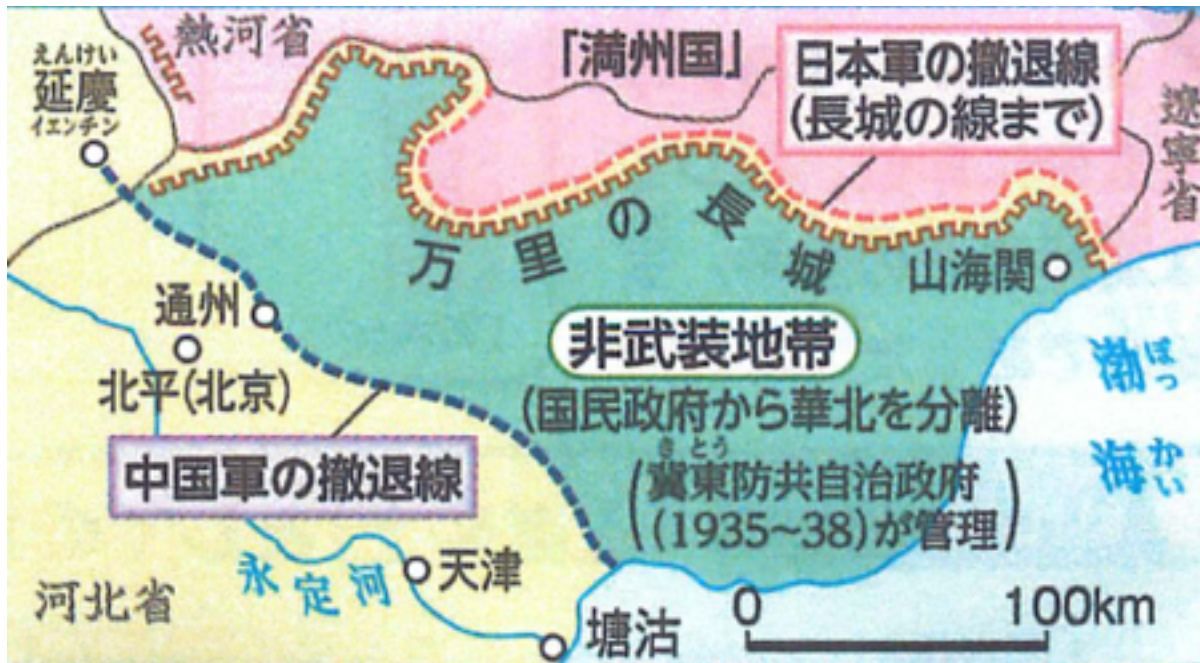 熱河省
えんけい
延慶
イエンチン
「満州国」
日本軍の撤退線
(長城の線まで)
遼寧省
万里の長城
山海関
通州
北平(北京)
非武装地帯
(国民政府から華北を分離)
きとう
(冀東防共自治政府
(1935~38)が管理)
中国軍の撤退線
渤海
ぼっかい
永定河
天津
河北省
塘沽
0 100km